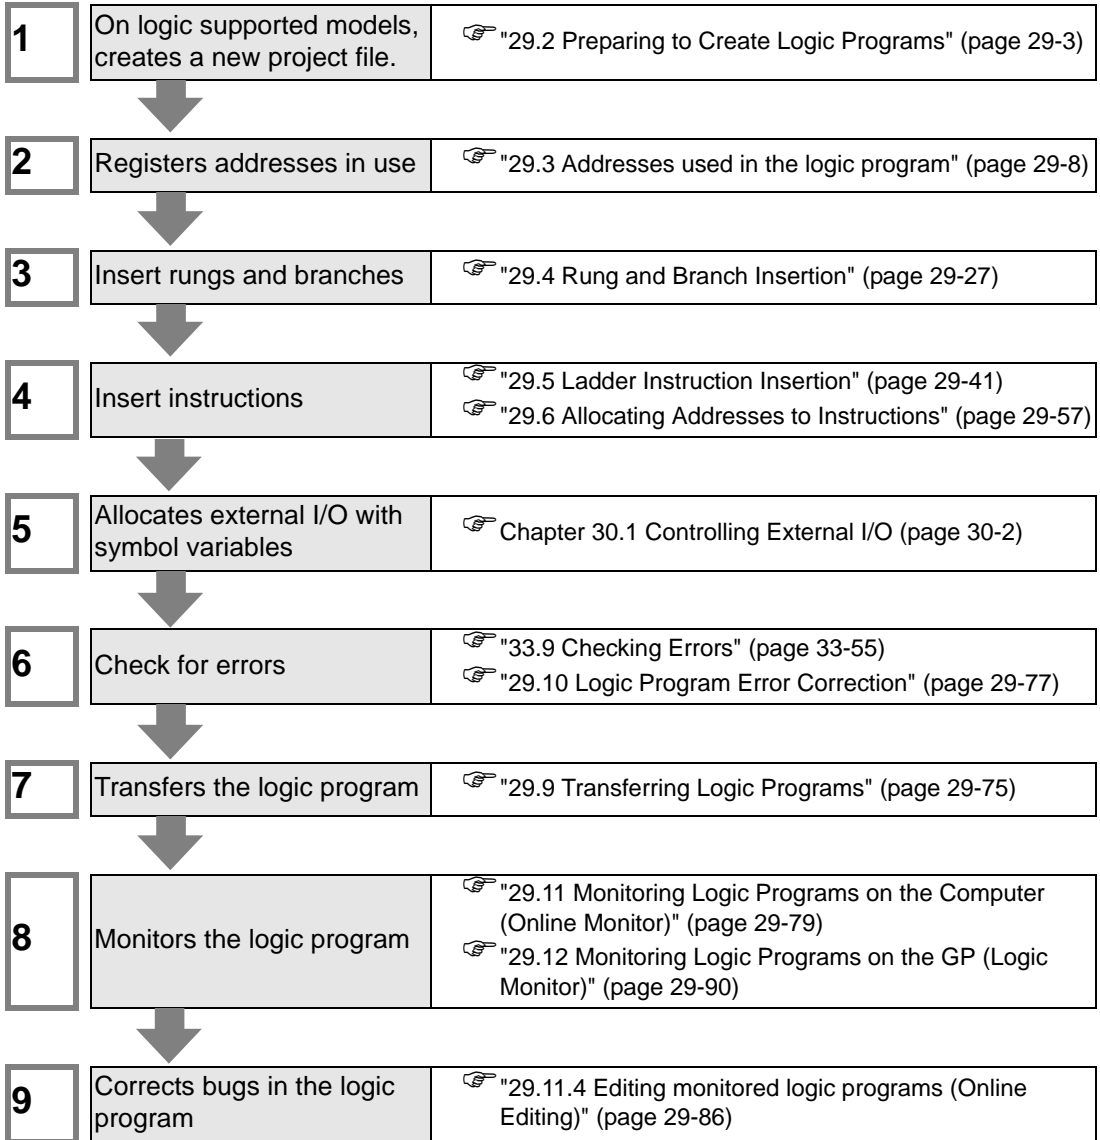 1
On logic supported models,
creates a new project file.
☞"29.2 Preparing to Create Logic Programs" (page 29-3)
2
Registers addresses in use
☞"29.3 Addresses used in the logic program" (page 29-8)
3
Insert rungs and branches
☞"29.4 Rung and Branch Insertion" (page 29-27)
4
Insert instructions
☞"29.5 Ladder Instruction Insertion" (page 29-41)
☞"29.6 Allocating Addresses to Instructions" (page 29-57)
5
Allocates external I/O with
symbol variables
☞Chapter 30.1 Controlling External I/O (page 30-2)
6
Check for errors
☞"33.9 Checking Errors" (page 33-55)
☞"29.10 Logic Program Error Correction" (page 29-77)
7
Transfers the logic program
☞"29.9 Transferring Logic Programs" (page 29-75)
8
Monitors the logic program
☞"29.11 Monitoring Logic Programs on the Computer
(Online Monitor)" (page 29-79)
☞"29.12 Monitoring Logic Programs on the GP (Logic
Monitor)" (page 29-90)
9
Corrects bugs in the logic
program
☞"29.11.4 Editing monitored logic programs (Online
Editing)" (page 29-86)